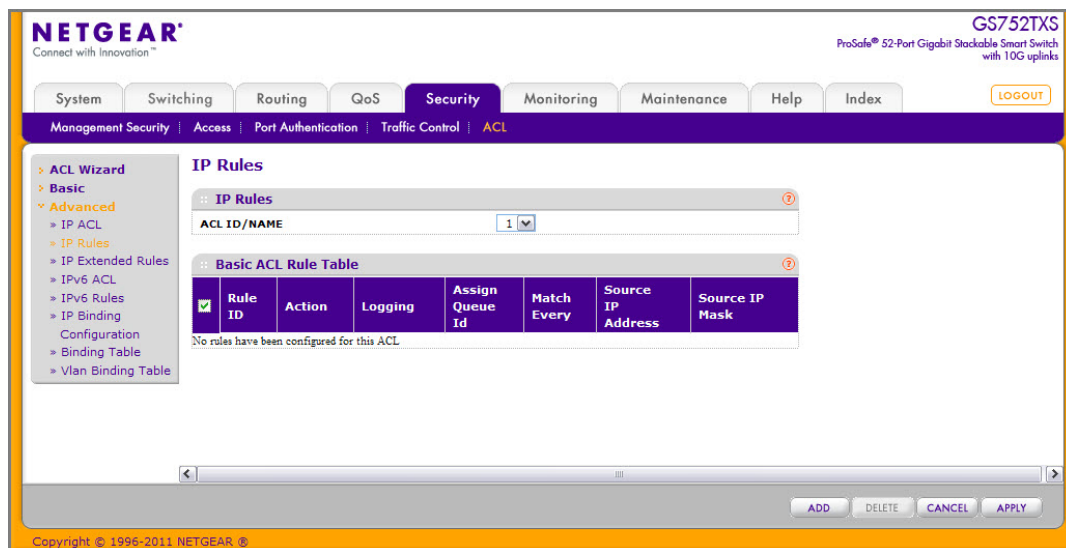 NETGEAR®
Connect with Innovation™
GS752TXS
ProSafe® 52-Port Gigabit Stackable Smart Switch
with 10G uplinks
System
Switching
Routing
QoS
Security
Monitoring
Maintenance
Help
Index
LOGOUT
Management Security
Access
Port Authentication
Traffic Control
ACL
ACL Wizard
Basic
Advanced
» IP ACL
» IP Rules
» IP Extended Rules
» IPv6 ACL
» IPv6 Rules
» IP Binding
Configuration
» Binding Table
» Vlan Binding Table
IP Rules
IP Rules ?
ACL ID/NAME 1
Basic ACL Rule Table ?
Rule
ID
Action
Logging
Assign
Queue
Id
Match
Every
Source
IP
Address
Source IP
Mask
No rules have been configured for this ACL
ADD
DELETE
CANCEL
APPLY
Copyright © 1996-2011 NETGEAR ®